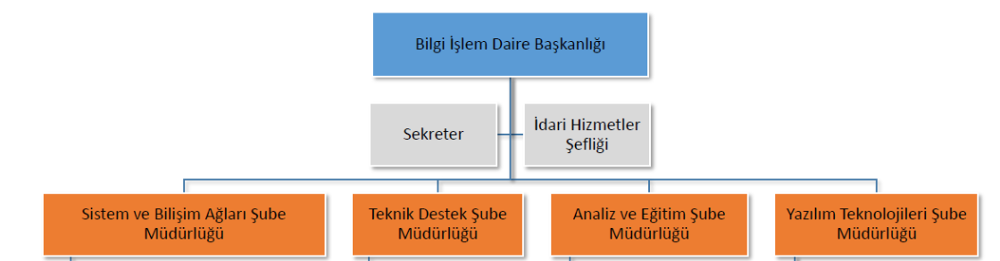 Bilgi İşlem Daire Başkanlığı
Sekreter
İdari Hizmetler
Şefliği
Sistem ve Bilişim Ağları Şube
Müdürlüğü
Teknik Destek Şube
Müdürlüğü
Analiz ve Eğitim Şube
Müdürlüğü
Yazılım Teknolojileri Şube
Müdürlüğü